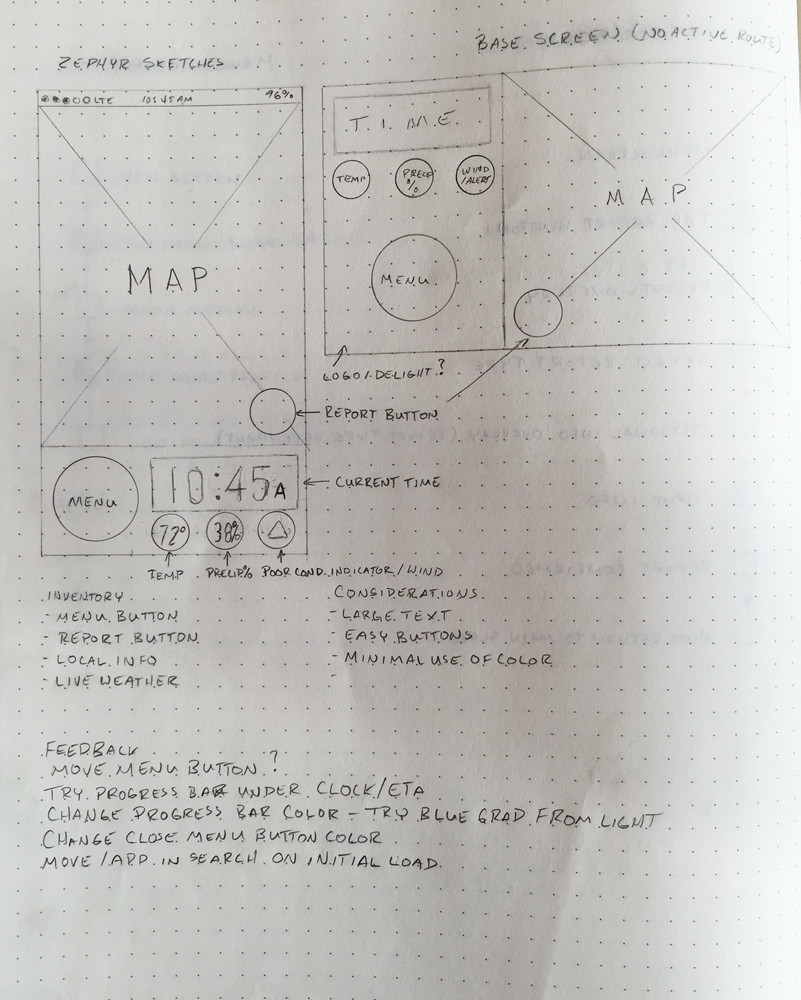 BASE SCREEN (NO ACTIVE ROUTE)
ZEPHYR SKETCHES
LTE 10:45AM 96%
MAP
MENU
10:45A
72° 38%
TEMP PRECIP% POOR COND. INDICATOR/WIND
TIME
TEMP PRECIP % WIND/ALERT
MENU
MAP
LOGO/DELIGHT?
REPORT BUTTON
CURRENT TIME
INVENTORY
- MENU BUTTON
- REPORT BUTTON
- LOCAL INFO
- LIVE WEATHER
CONSIDERATIONS
- LARGE TEXT
- EASY BUTTONS
- MINIMAL USE OF COLOR
-
FEEDBACK
MOVE MENU BUTTON?
TRY PROGRESS BAR UNDER CLOCK/ETA
CHANGE PROGRESS BAR COLOR - TRY BLUE GRAD FROM LIGHT
CHANGE CLOSE MENU BUTTON COLOR
MOVE/APP IN SEARCH ON INITIAL LOAD.